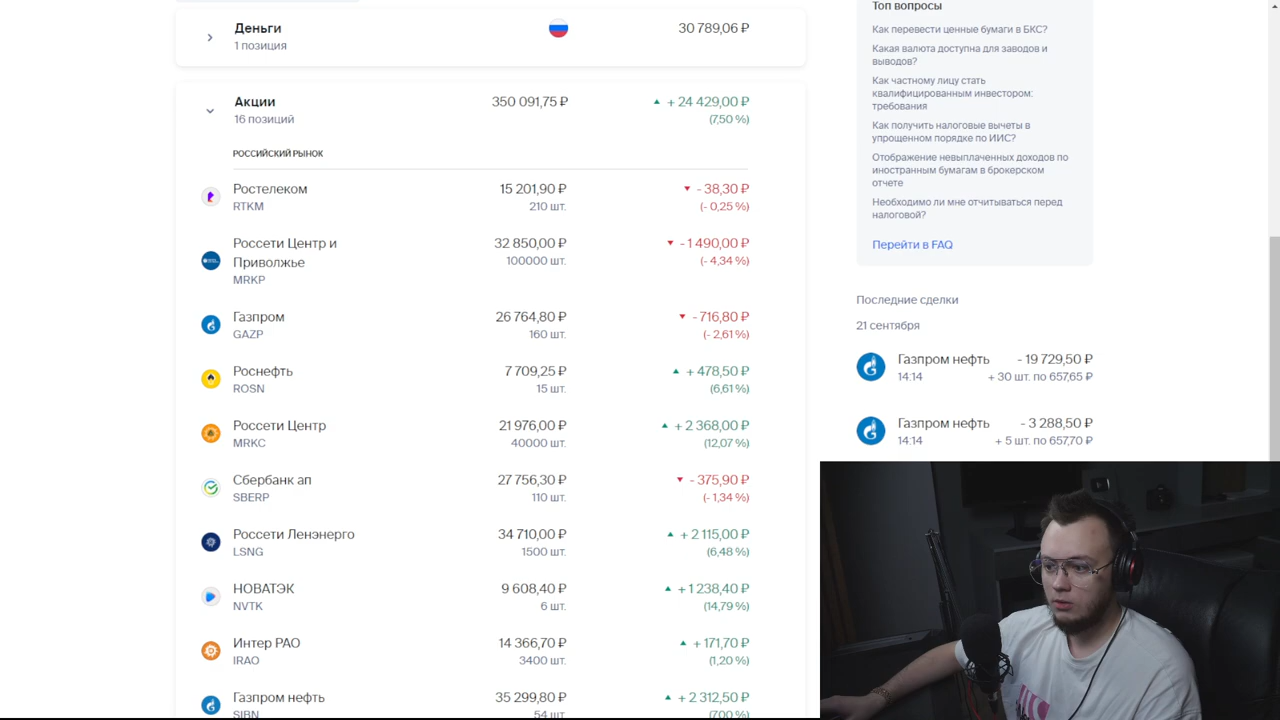 Деньги
30 789,06 ₽
1 позиция
Акции
350 091,75 ₽
+ 24 429,00 ₽
16 позиций
(7,50 %)
РОССИЙСКИЙ РЫНОК
Ростелеком
15 201,90 ₽
- 38,30 ₽
RTKM
210 шт.
(- 0,25 %)
Россети Центр и
Приволжье
32 850,00 ₽
- 1 490,00 ₽
MRKP
100000 шт.
(- 4,34 %)
Газпром
26 764,80 ₽
- 716,80 ₽
GAZP
160 шт.
(- 2,61 %)
Роснефть
7 709,25 ₽
+ 478,50 ₽
ROSN
15 шт.
(6,61 %)
Россети Центр
21 976,00 ₽
+ 2 368,00 ₽
MRKC
40000 шт.
(12,07 %)
Сбербанк ап
27 756,30 ₽
- 375,90 ₽
SBERP
110 шт.
(- 1,34 %)
Россети Ленэнерго
34 710,00 ₽
+ 2 115,00 ₽
LSNG
1500 шт.
(6,48 %)
НОВАТЭК
9 608,40 ₽
+ 1 238,40 ₽
NVTK
6 шт.
(14,79 %)
Интер РАО
14 366,70 ₽
+ 171,70 ₽
IRAO
3400 шт.
(1,20 %)
Газпром нефть
35 299,80 ₽
+ 2 312,50 ₽
SIBN
54 шт.
(7,00 %)
Топ вопросы
Как перевести ценные бумаги в БКС?
Какая валюта доступна для заводов и
выводов?
Как частному лицу стать
квалифицированным инвестором:
требования
Как получить налоговые вычеты в
упрощенном порядке по ИИС?
Отображение невыплаченных доходов по
иностранным бумагам в брокерском
отчете
Необходимо ли мне отчитываться перед
налоговой?
Перейти в FAQ
Последние сделки
21 сентября
Газпром нефть
- 19 729,50 ₽
14:14
+ 30 шт. по 657,65 ₽
Газпром нефть
- 3 288,50 ₽
14:14
+ 5 шт. по 657,70 ₽